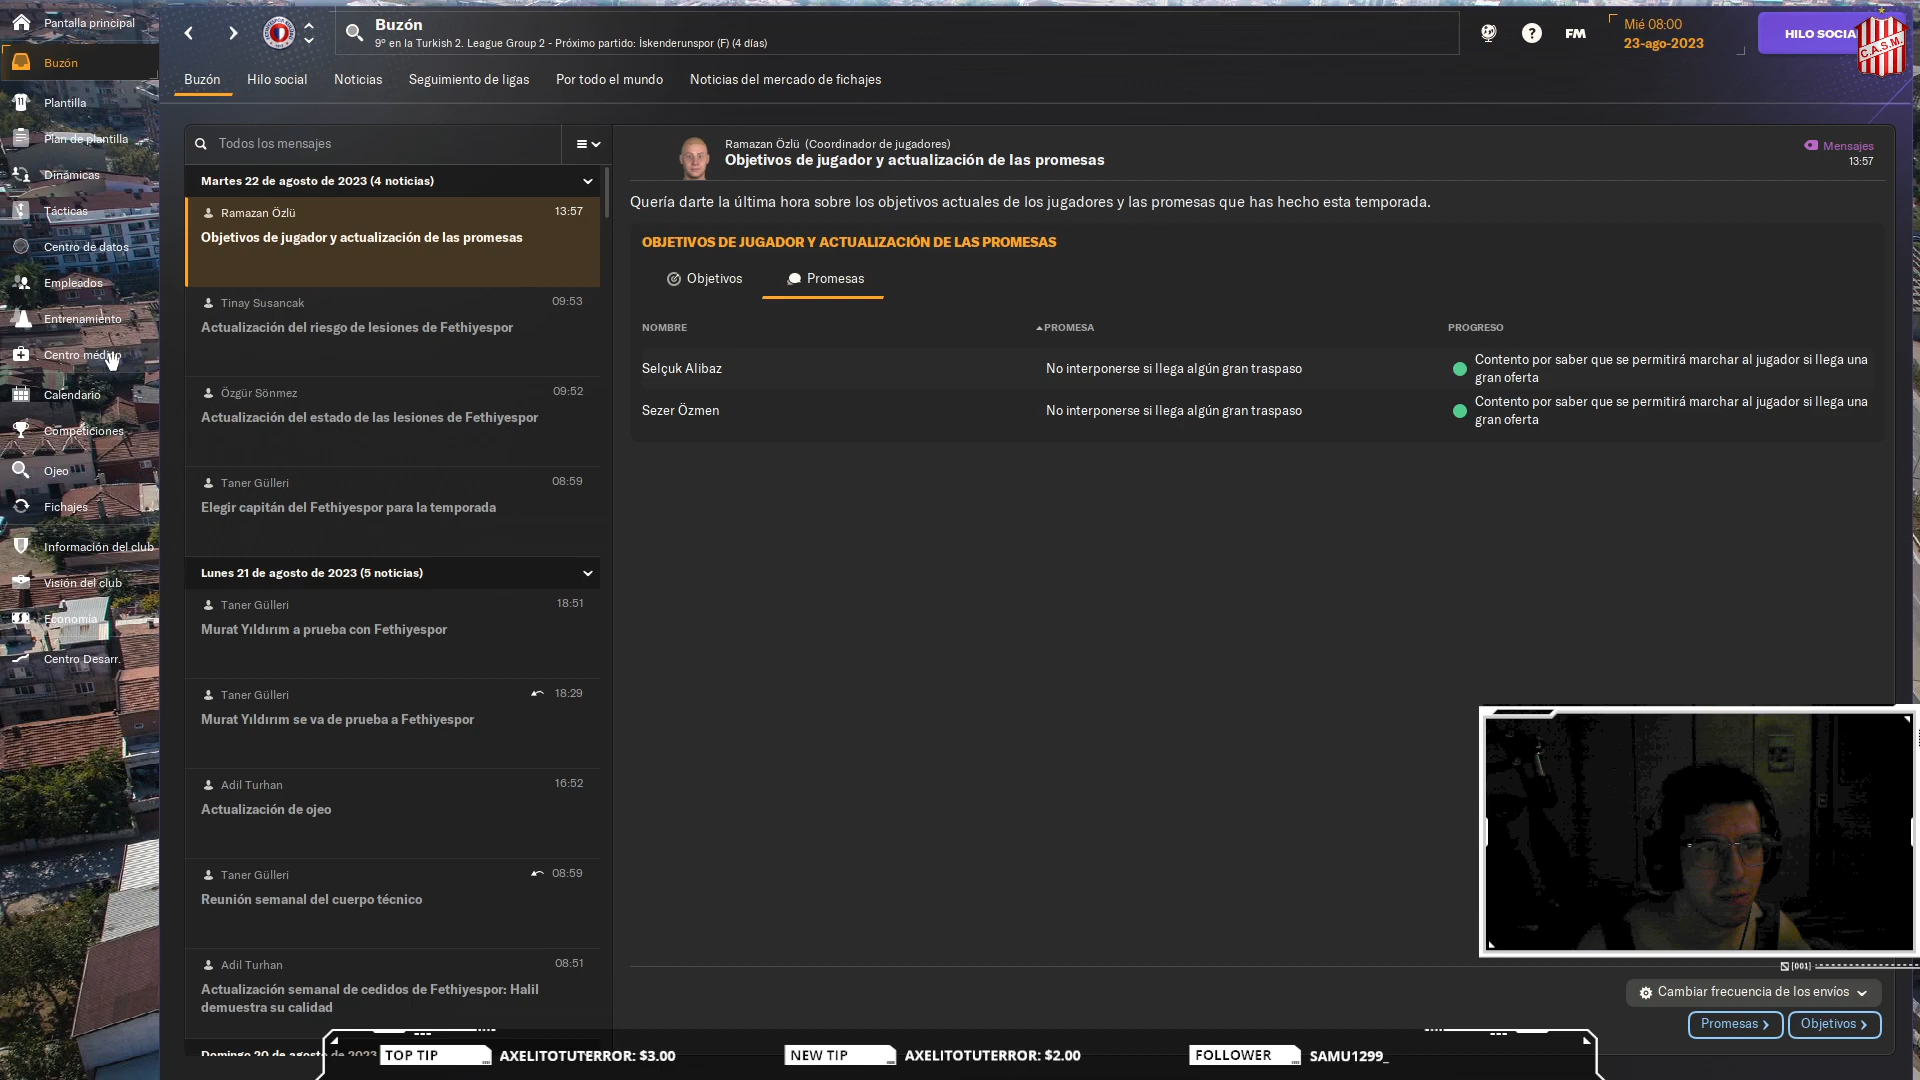 Pantalla principal
Buzón
Plantilla
Plan de plantilla
Dinámicas
Tácticas
Centro de datos
Empleados
Entrenamiento
Centro médico
Calendario
Competiciones
Ojeo
Fichajes
Información del club
Visión del club
Economía
Centro Desarr.
Buzón
9º en la Turkish 2. League Group 2 - Próximo partido: İskenderunspor (F) (4 días)
FM
Mié 08:00
23-ago-2023
HILO SOCIA
C.A.S.M.
Buzón Hilo social Noticias Seguimiento de ligas Por todo el mundo Noticias del mercado de fichajes
Todos los mensajes
Martes 22 de agosto de 2023 (4 noticias)
Ramazan Özlü 13:57
Objetivos de jugador y actualización de las promesas
Tinay Susancak 09:53
Actualización del riesgo de lesiones de Fethiyespor
Özgür Sönmez 09:52
Actualización del estado de las lesiones de Fethiyespor
Taner Gülleri 08:59
Elegir capitán del Fethiyespor para la temporada
Lunes 21 de agosto de 2023 (5 noticias)
Taner Gülleri 18:51
Murat Yıldırım a prueba con Fethiyespor
Taner Gülleri 18:29
Murat Yıldırım se va de prueba a Fethiyespor
Adil Turhan 16:52
Actualización de ojeo
Taner Gülleri 08:59
Reunión semanal del cuerpo técnico
Adil Turhan 08:51
Actualización semanal de cedidos de Fethiyespor: Halil
demuestra su calidad
Domingo 20 de agosto de 2023
Ramazan Özlü (Coordinador de jugadores)
Objetivos de jugador y actualización de las promesas
Mensajes
13:57
Quería darte la última hora sobre los objetivos actuales de los jugadores y las promesas que has hecho esta temporada.
OBJETIVOS DE JUGADOR Y ACTUALIZACIÓN DE LAS PROMESAS
Objetivos Promesas
NOMBRE PROMESA PROGRESO
Selçuk Alibaz No interponerse si llega algún gran traspaso Contento por saber que se permitirá marchar al jugador si llega una
gran oferta
Sezer Özmen No interponerse si llega algún gran traspaso Contento por saber que se permitirá marchar al jugador si llega una
gran oferta
[001]
Cambiar frecuencia de los envíos
Promesas Objetivos
TOP TIP AXELITOTUTERROR: $3.00 NEW TIP AXELITOTUTERROR: $2.00 FOLLOWER SAMU1299_